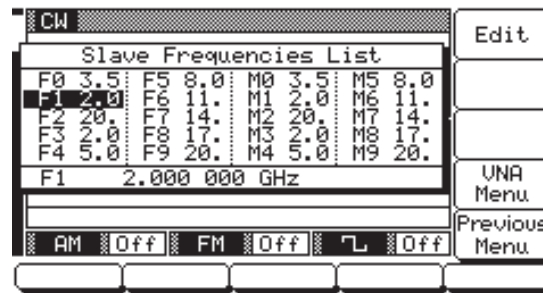 CW
Edit
Slave Frequencies List
F0 3.5 F5 8.0 M0 3.5 M5 8.0
F1 2.0 F6 11. M1 2.0 M6 11.
F2 20. F7 14. M2 20. M7 14.
F3 2.0 F8 17. M3 2.0 M8 17.
F4 5.0 F9 20. M4 5.0 M9 20.
F1 2.000 000 GHz
VNA
Menu
Previous
Menu
AM Off FM Off Off